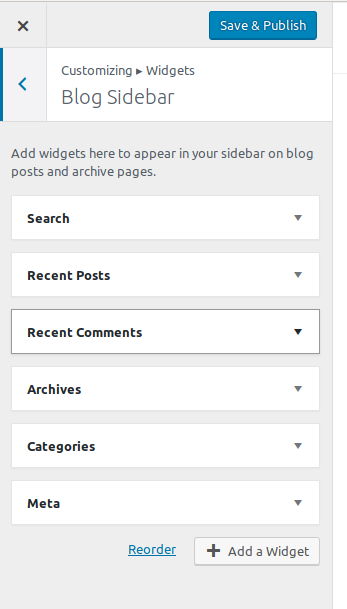 Save & Publish
Customizing ▸ Widgets
Blog Sidebar
Add widgets here to appear in your sidebar on blog
posts and archive pages.
Search
Recent Posts
Recent Comments
Archives
Categories
Meta
Reorder
Add a Widget